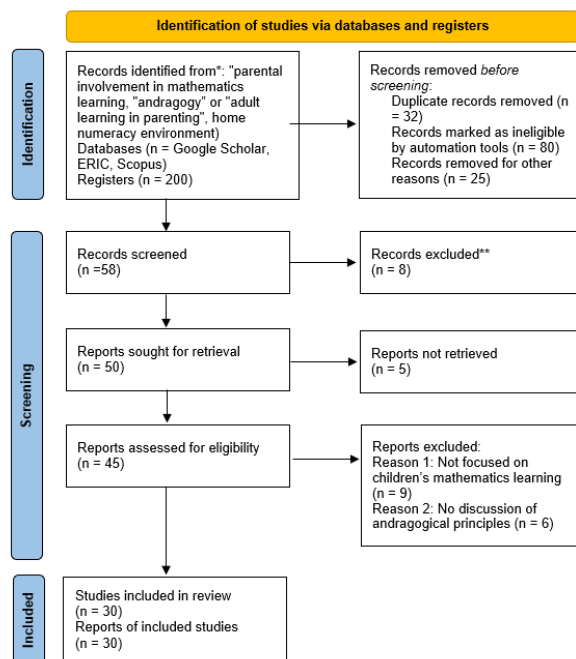 Identification of studies via databases and registers
Identification
Records identified from*: "parental
involvement in mathematics
learning, "andragogy" or "adult
learning in parenting", home
numeracy environment)
Databases (n = Google Scholar,
ERIC, Scopus)
Registers (n = 200)
Records removed before
screening:
Duplicate records removed (n
= 32)
Records marked as ineligible
by automation tools (n = 80)
Records removed for other
reasons (n = 25)
Screening
Records screened
(n =58)
Records excluded**
(n = 8)
Reports sought for retrieval
(n = 50)
Reports not retrieved
(n = 5)
Reports assessed for eligibility
(n = 45)
Reports excluded:
Reason 1: Not focused on
children's mathematics learning
(n = 9)
Reason 2: No discussion of
andragogical principles (n = 6)
Included
Studies included in review
(n = 30)
Reports of included studies
(n = 30)